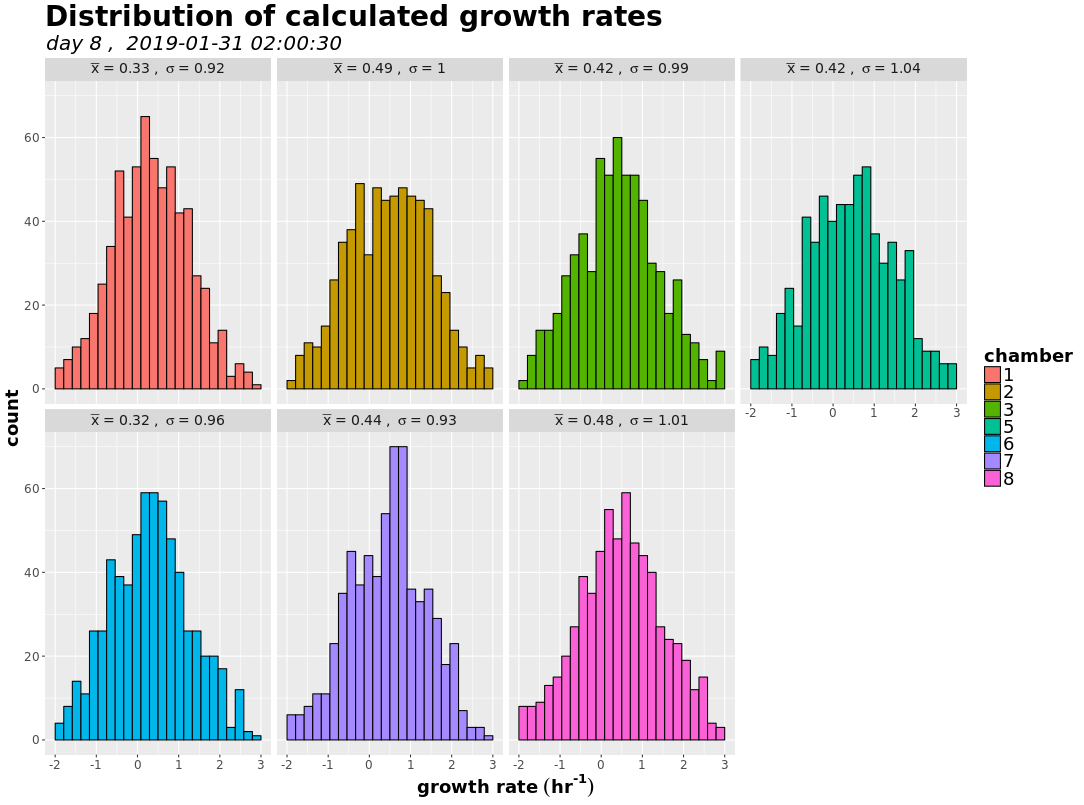 Distribution of calculated growth rates
day 8 ,  2019-01-31 02:00:30
x̅ = 0.33 ,  σ = 0.92
x̅ = 0.49 ,  σ = 1
x̅ = 0.42 ,  σ = 0.99
x̅ = 0.42 ,  σ = 1.04
60
40
20
0
-2 -1 0 1 2 3
chamber
1
2
3
5
6
7
8
count
x̅ = 0.32 ,  σ = 0.96
x̅ = 0.44 ,  σ = 0.93
x̅ = 0.48 ,  σ = 1.01
60
40
20
0
-2 -1 0 1 2 3
-2 -1 0 1 2 3
-2 -1 0 1 2 3
growth rate (hr⁻¹)